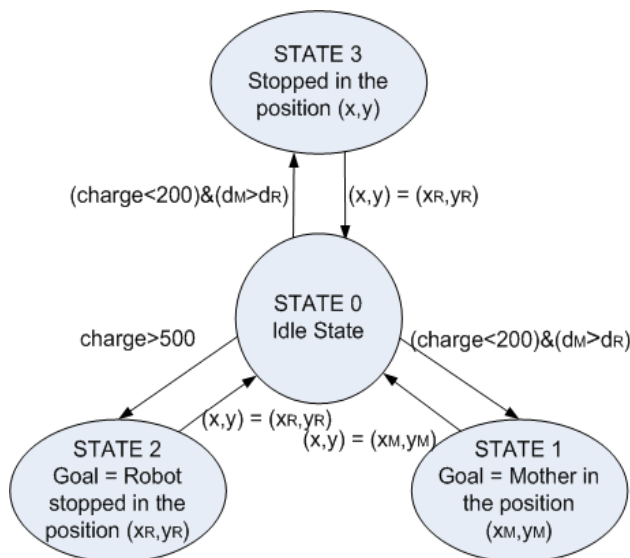 STATE 3
Stopped in the
position (x,y)
(charge<200)&(dM>dR)
(x,y) = (xR,yR)
STATE 0
Idle State
charge>500
(charge<200)&(dM>dR)
(x,y) = (xR,yR)
(x,y) = (xM,yM)
STATE 2
Goal = Robot
stopped in the
position (xR,yR)
STATE 1
Goal = Mother in
the position
(xM,yM)